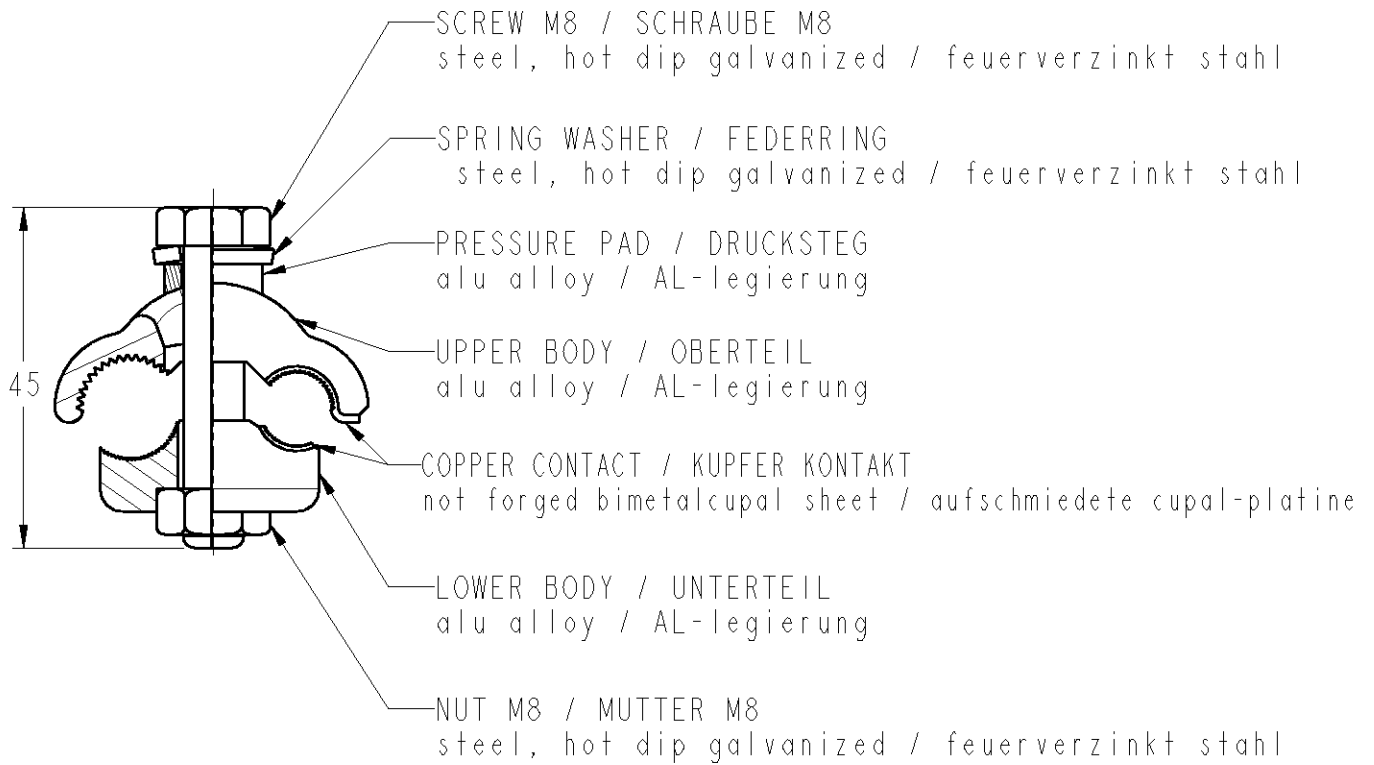 SCREW M8 / SCHRAUBE M8
steel, hot dip galvanized / feuerverzinkt stahl
SPRING WASHER / FEDERRING
steel, hot dip galvanized / feuerverzinkt stahl
PRESSURE PAD / DRUCKSTEG
alu alloy / AL-legierung
UPPER BODY / OBERTEIL
alu alloy / AL-legierung
45
COPPER CONTACT / KUPFER KONTAKT
not forged bimetalcupal sheet / aufschmiedete cupal-platine
LOWER BODY / UNTERTEIL
alu alloy / AL-legierung
NUT M8 / MUTTER M8
steel, hot dip galvanized / feuerverzinkt stahl